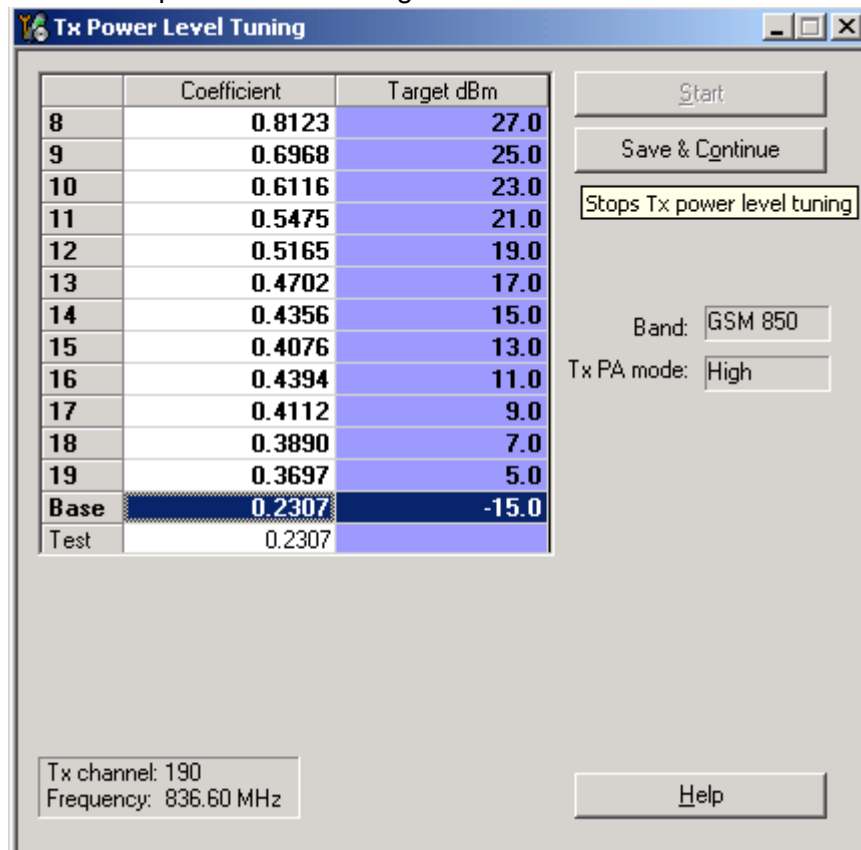 Tx Power Level Tuning
Coefficient Target dBm
8 0.8123 27.0
9 0.6968 25.0
10 0.6116 23.0
11 0.5475 21.0
12 0.5165 19.0
13 0.4702 17.0
14 0.4356 15.0
15 0.4076 13.0
16 0.4394 11.0
17 0.4112 9.0
18 0.3890 7.0
19 0.3697 5.0
Base 0.2307 -15.0
Test 0.2307
Start
Save & Continue
Stops Tx power level tuning
Band: GSM 850
Tx PA mode: High
Tx channel: 190
Frequency: 836.60 MHz
Help